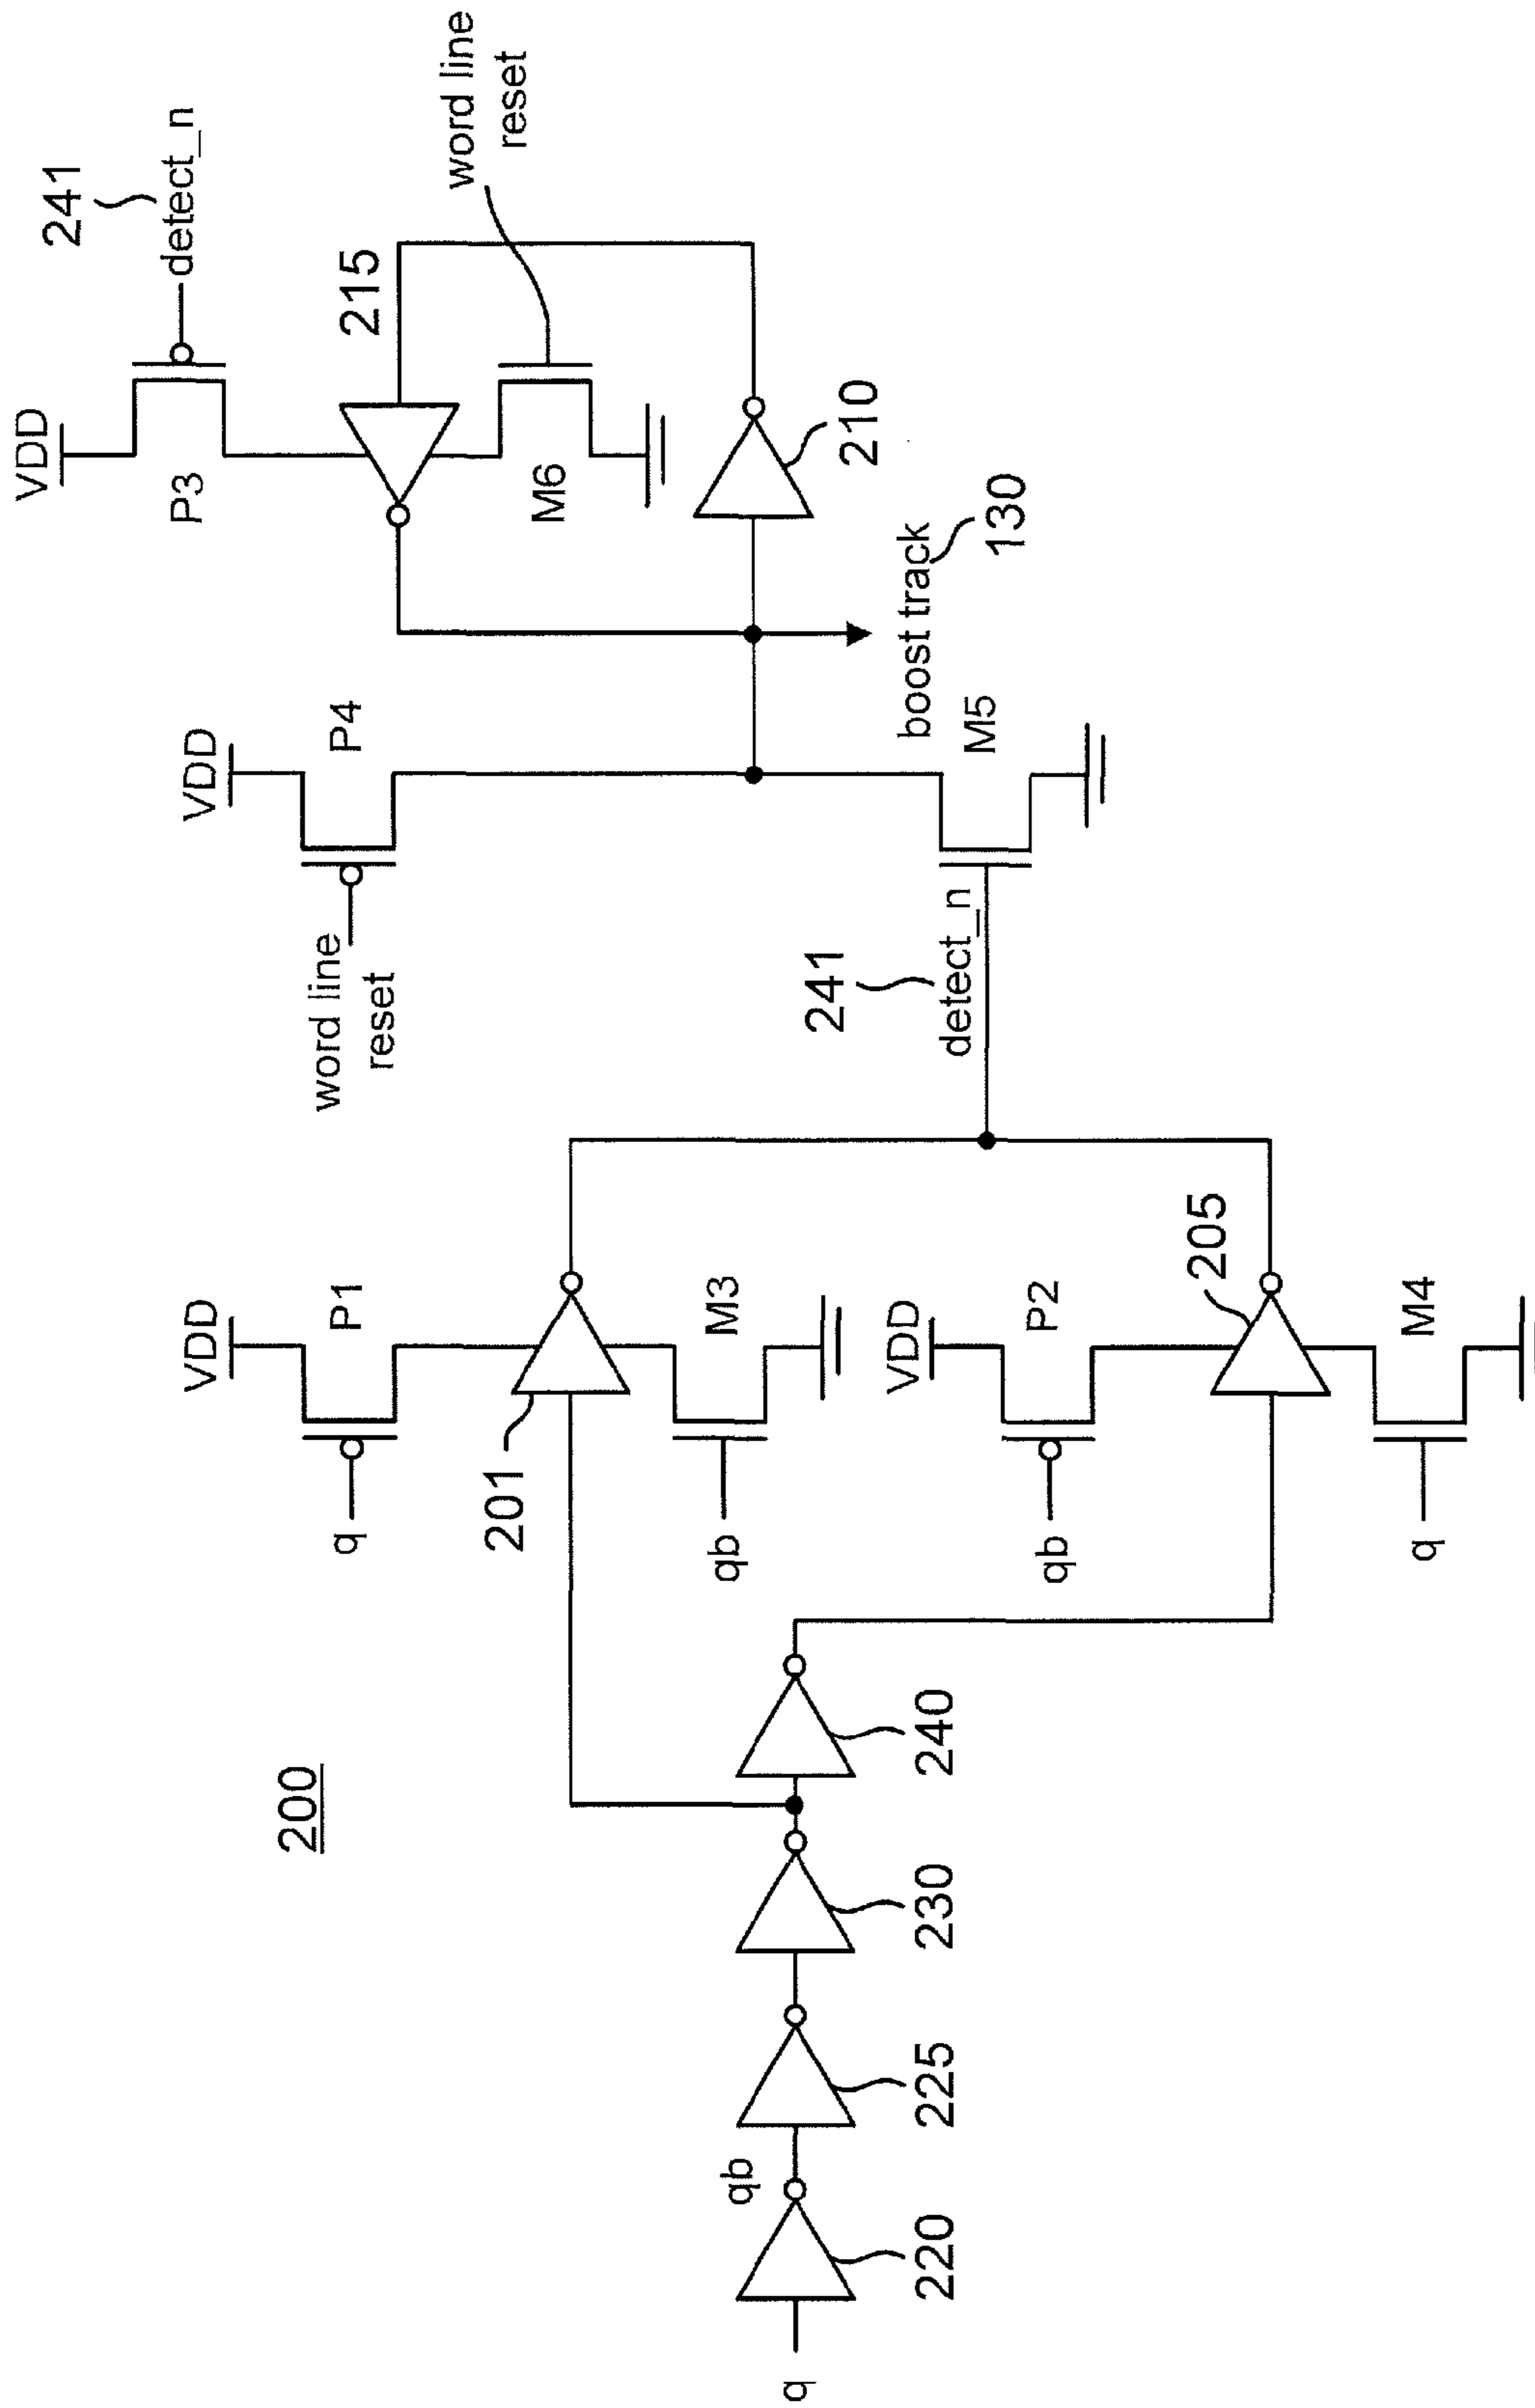 200
q
220
qb
225
230
240
VDD
P1
q
201
M3
qb
VDD
P2
qb
205
M4
q
241
detect_n
VDD
P4
word line
reset
M5
boost track
130
VDD
P3
241
detect_n
215
M6
word line
reset
210